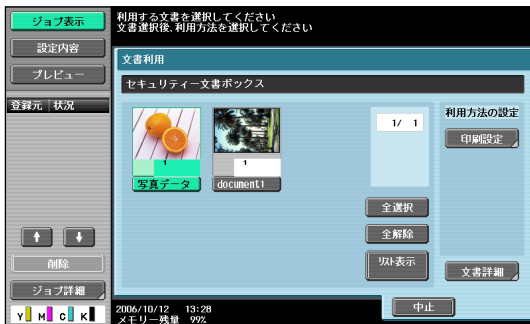 ジョブ表示
設定内容
プレビュー
登録元 状況
↑ ↓
削除
ジョブ詳細
Y M C K
利用する文書を選択してください
文書選択後、利用方法を選択してください
文書利用
セキュリティー文書ボックス
1
写真データ
1
document1
1/ 1
全選択
全解除
リスト表示
利用方法の設定
印刷設定
文書詳細
中止
2006/10/12 13:28
メモリー残量 99%